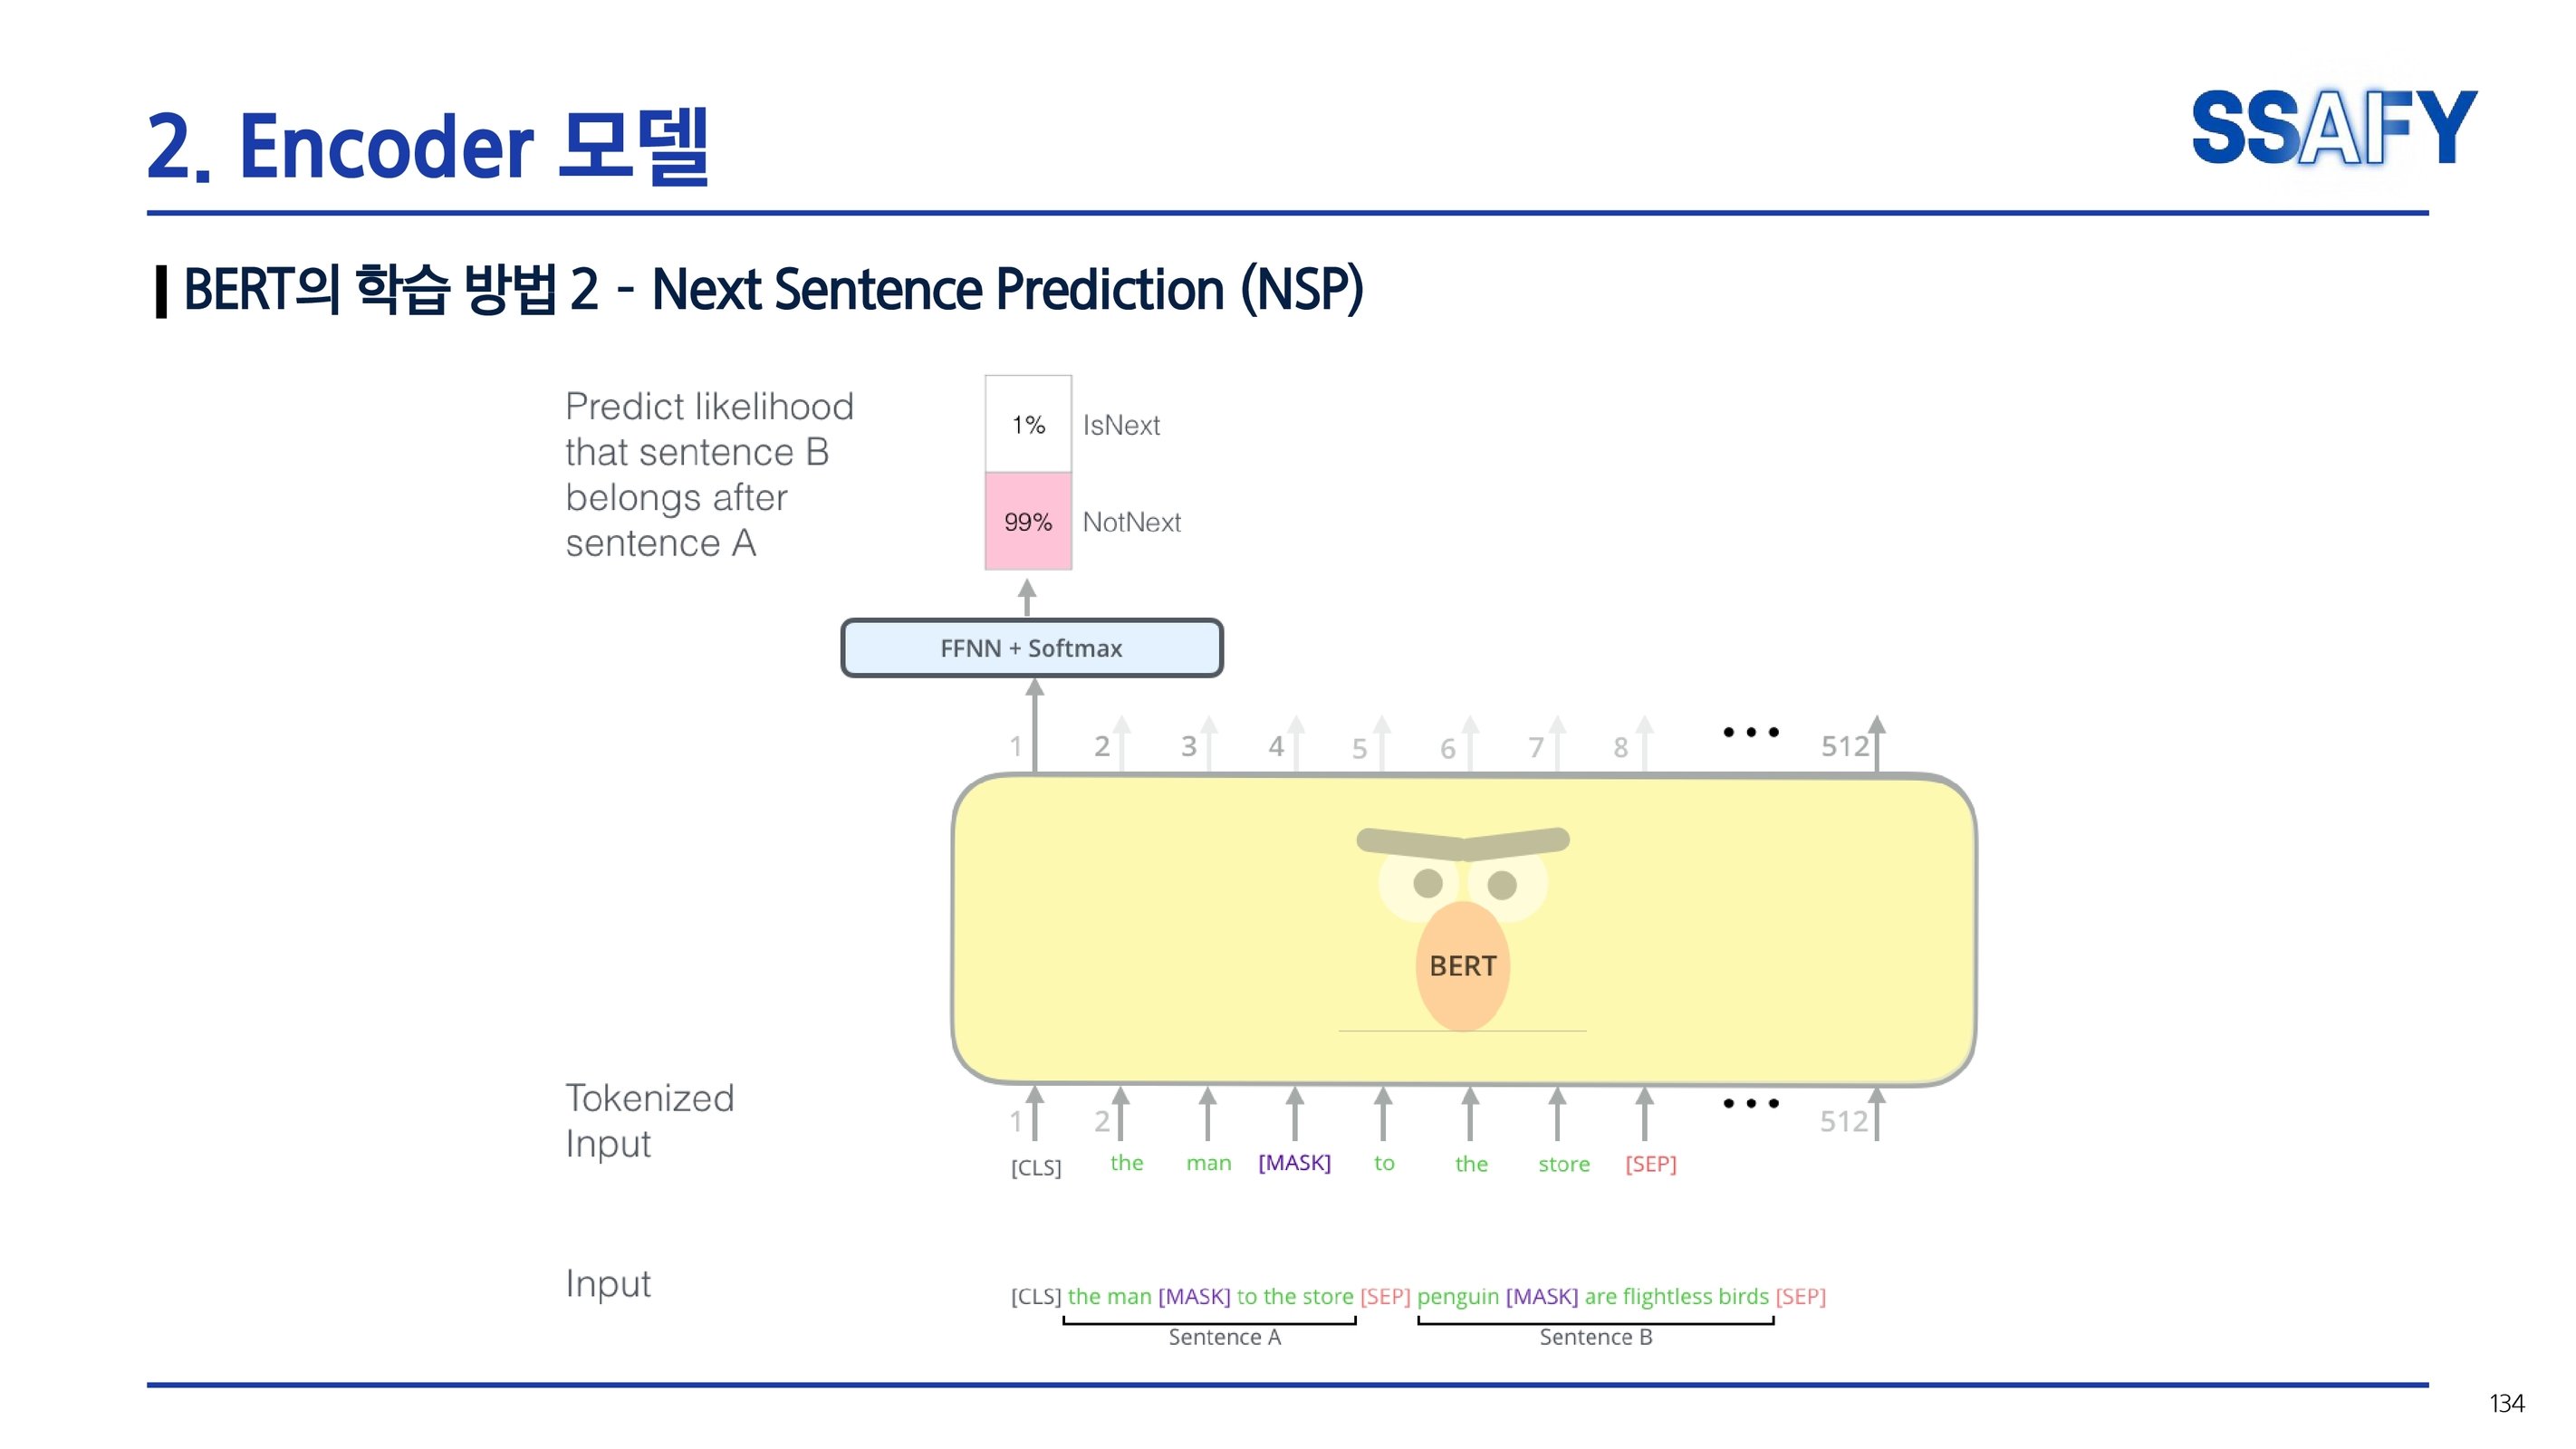 2. Encoder 모델
SSAFY
BERT의 학습 방법 2 - Next Sentence Prediction (NSP)
Predict likelihood
that sentence B
belongs after
sentence A
1% IsNext
99% NotNext
FFNN + Softmax
1 2 3 4 5 6 7 8 ••• 512
BERT
Tokenized
Input
1 2 ••• 512
[CLS] the man [MASK] to the store [SEP]
Input
[CLS] the man [MASK] to the store [SEP] penguin [MASK] are flightless birds [SEP]
Sentence A Sentence B
134